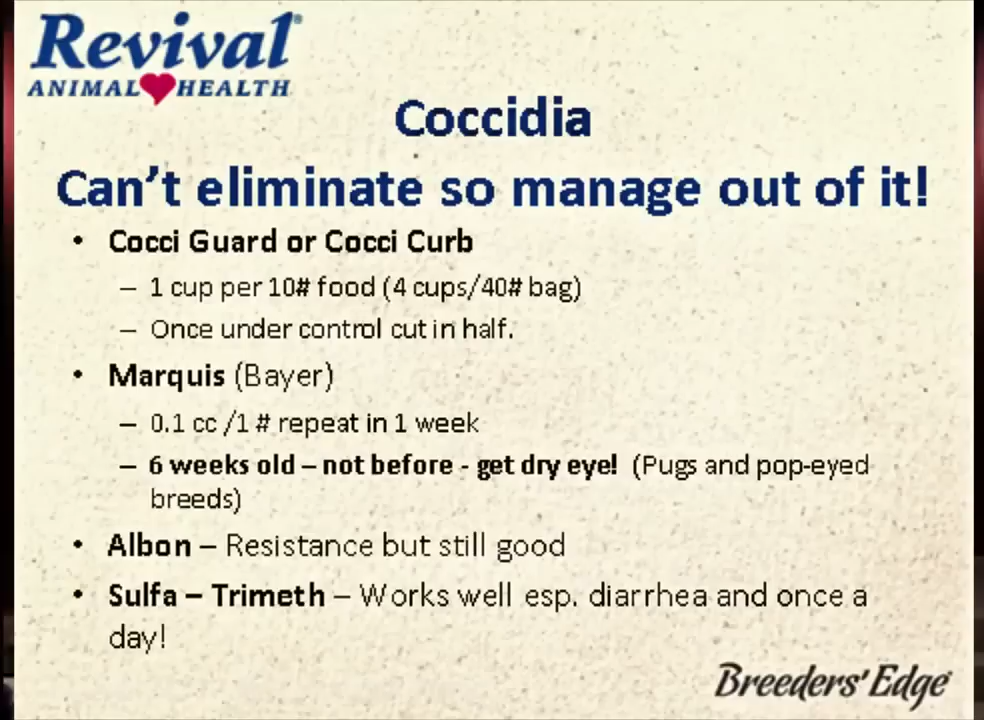 Revival®
ANIMAL HEALTH
Coccidia
Can't eliminate so manage out of it!
• Cocci Guard or Cocci Curb
– 1 cup per 10# food (4 cups/40# bag)
– Once under control cut in half.
• Marquis (Bayer)
– 0.1 cc /1 # repeat in 1 week
– 6 weeks old – not before - get dry eye! (Pugs and pop-eyed
breeds)
• Albon – Resistance but still good
• Sulfa – Trimeth – Works well esp. diarrhea and once a
day!
Breeders' Edge